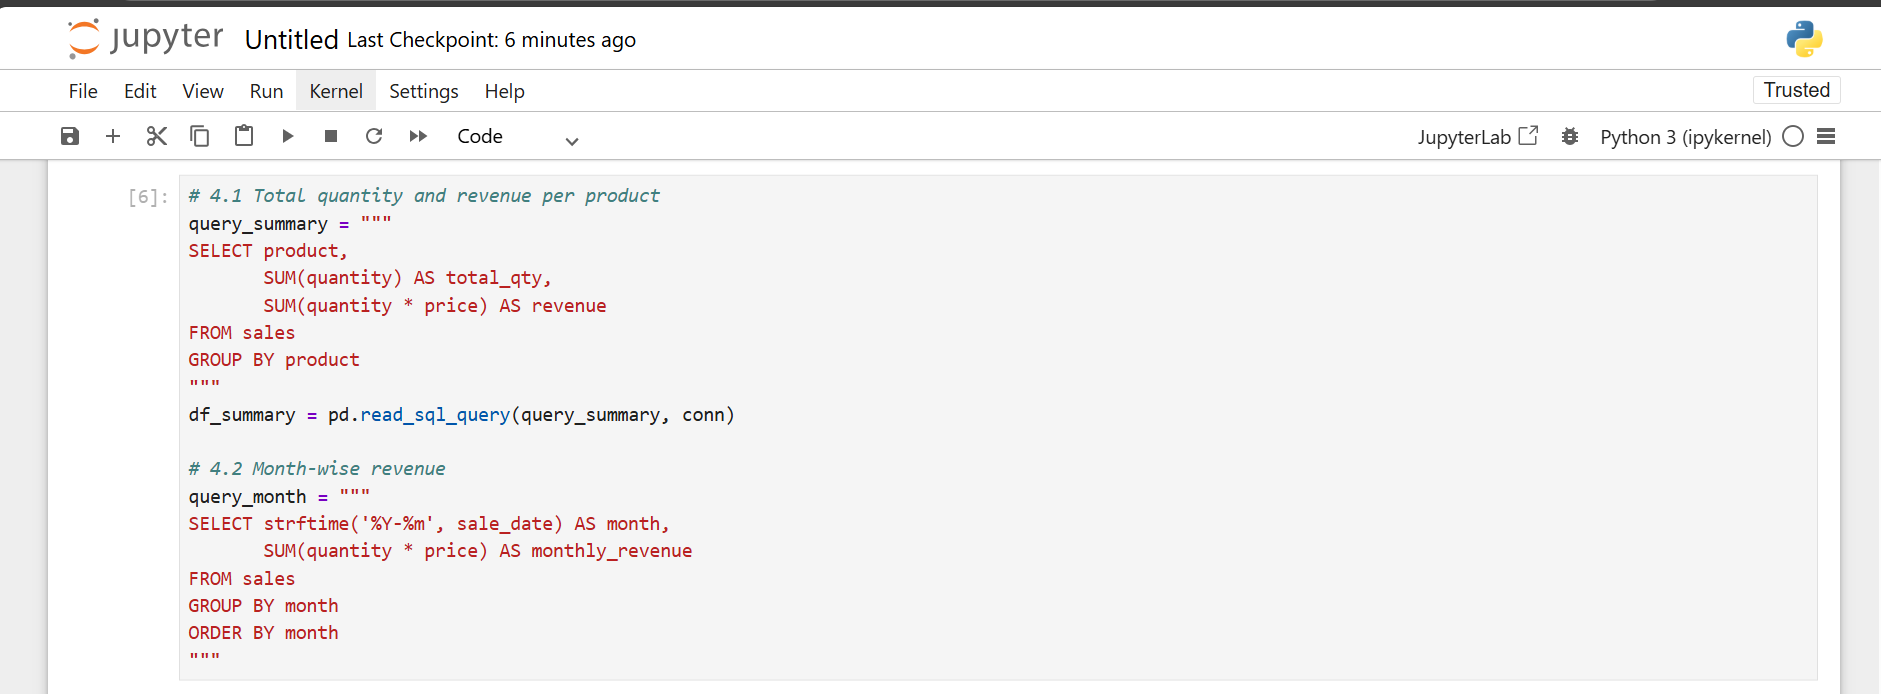 jupyter Untitled Last Checkpoint: 6 minutes ago
File Edit View Run Kernel Settings Help Trusted
Code JupyterLab Python 3 (ipykernel)
[6]: # 4.1 Total quantity and revenue per product
query_summary = """
SELECT product,
       SUM(quantity) AS total_qty,
       SUM(quantity * price) AS revenue
FROM sales
GROUP BY product
"""
df_summary = pd.read_sql_query(query_summary, conn)
# 4.2 Month-wise revenue
query_month = """
SELECT strftime('%Y-%m', sale_date) AS month,
       SUM(quantity * price) AS monthly_revenue
FROM sales
GROUP BY month
ORDER BY month
"""